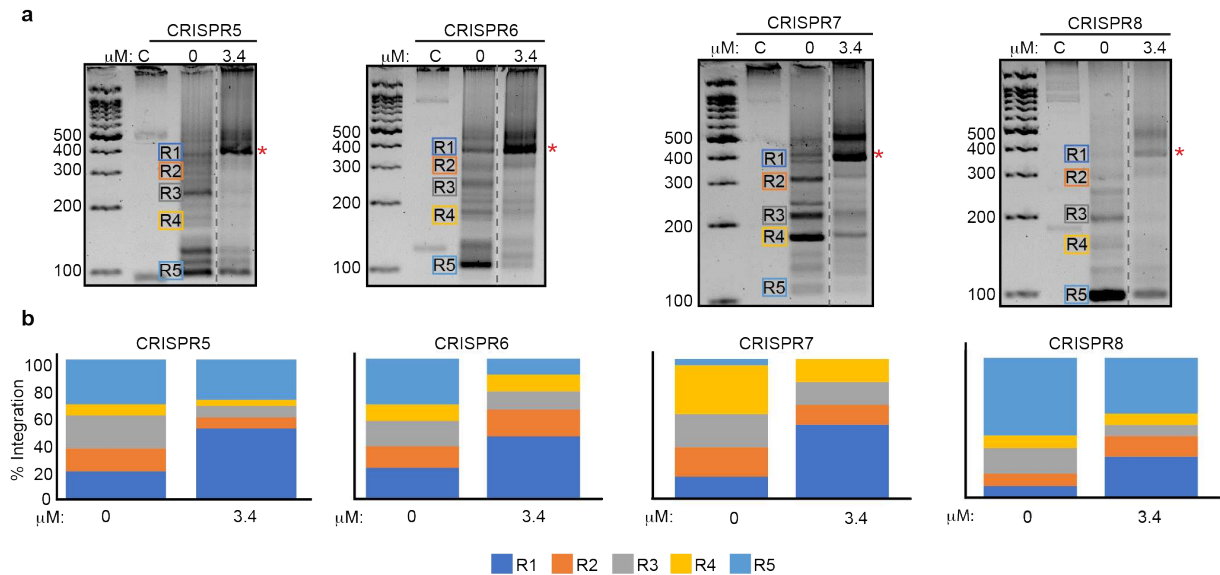 a
CRISPR5
μM: C 0 3.4
500
400
300
200
100
R1
R2
R3
R4
R5
*
CRISPR6
μM: C 0 3.4
500
400
300
200
100
R1
R2
R3
R4
R5
*
CRISPR7
μM: C 0 3.4
500
400
300
200
100
R1
R2
R3
R4
R5
*
CRISPR8
μM: C 0 3.4
500
400
300
200
100
R1
R2
R3
R4
R5
*
b
CRISPR5 CRISPR6 CRISPR7 CRISPR8
% Integration
100
80
60
40
20
0
μM: 0 3.4 μM: 0 3.4 μM: 0 3.4 μM: 0 3.4
R1 R2 R3 R4 R5